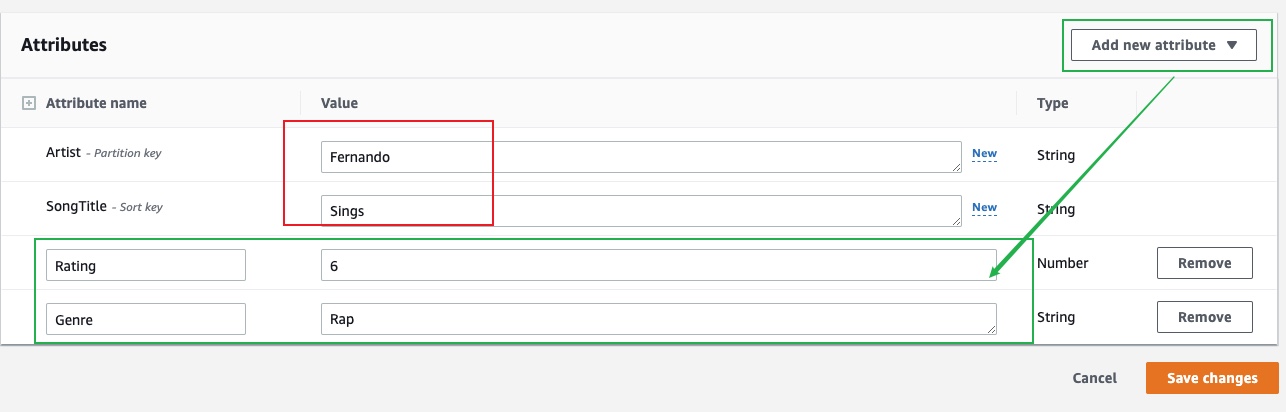 Attributes
Add new attribute ▼
Attribute name Value Type
Artist - Partition key Fernando New String
SongTitle - Sort key Sings New String
Rating 6 Number Remove
Genre Rap String Remove
Cancel Save changes